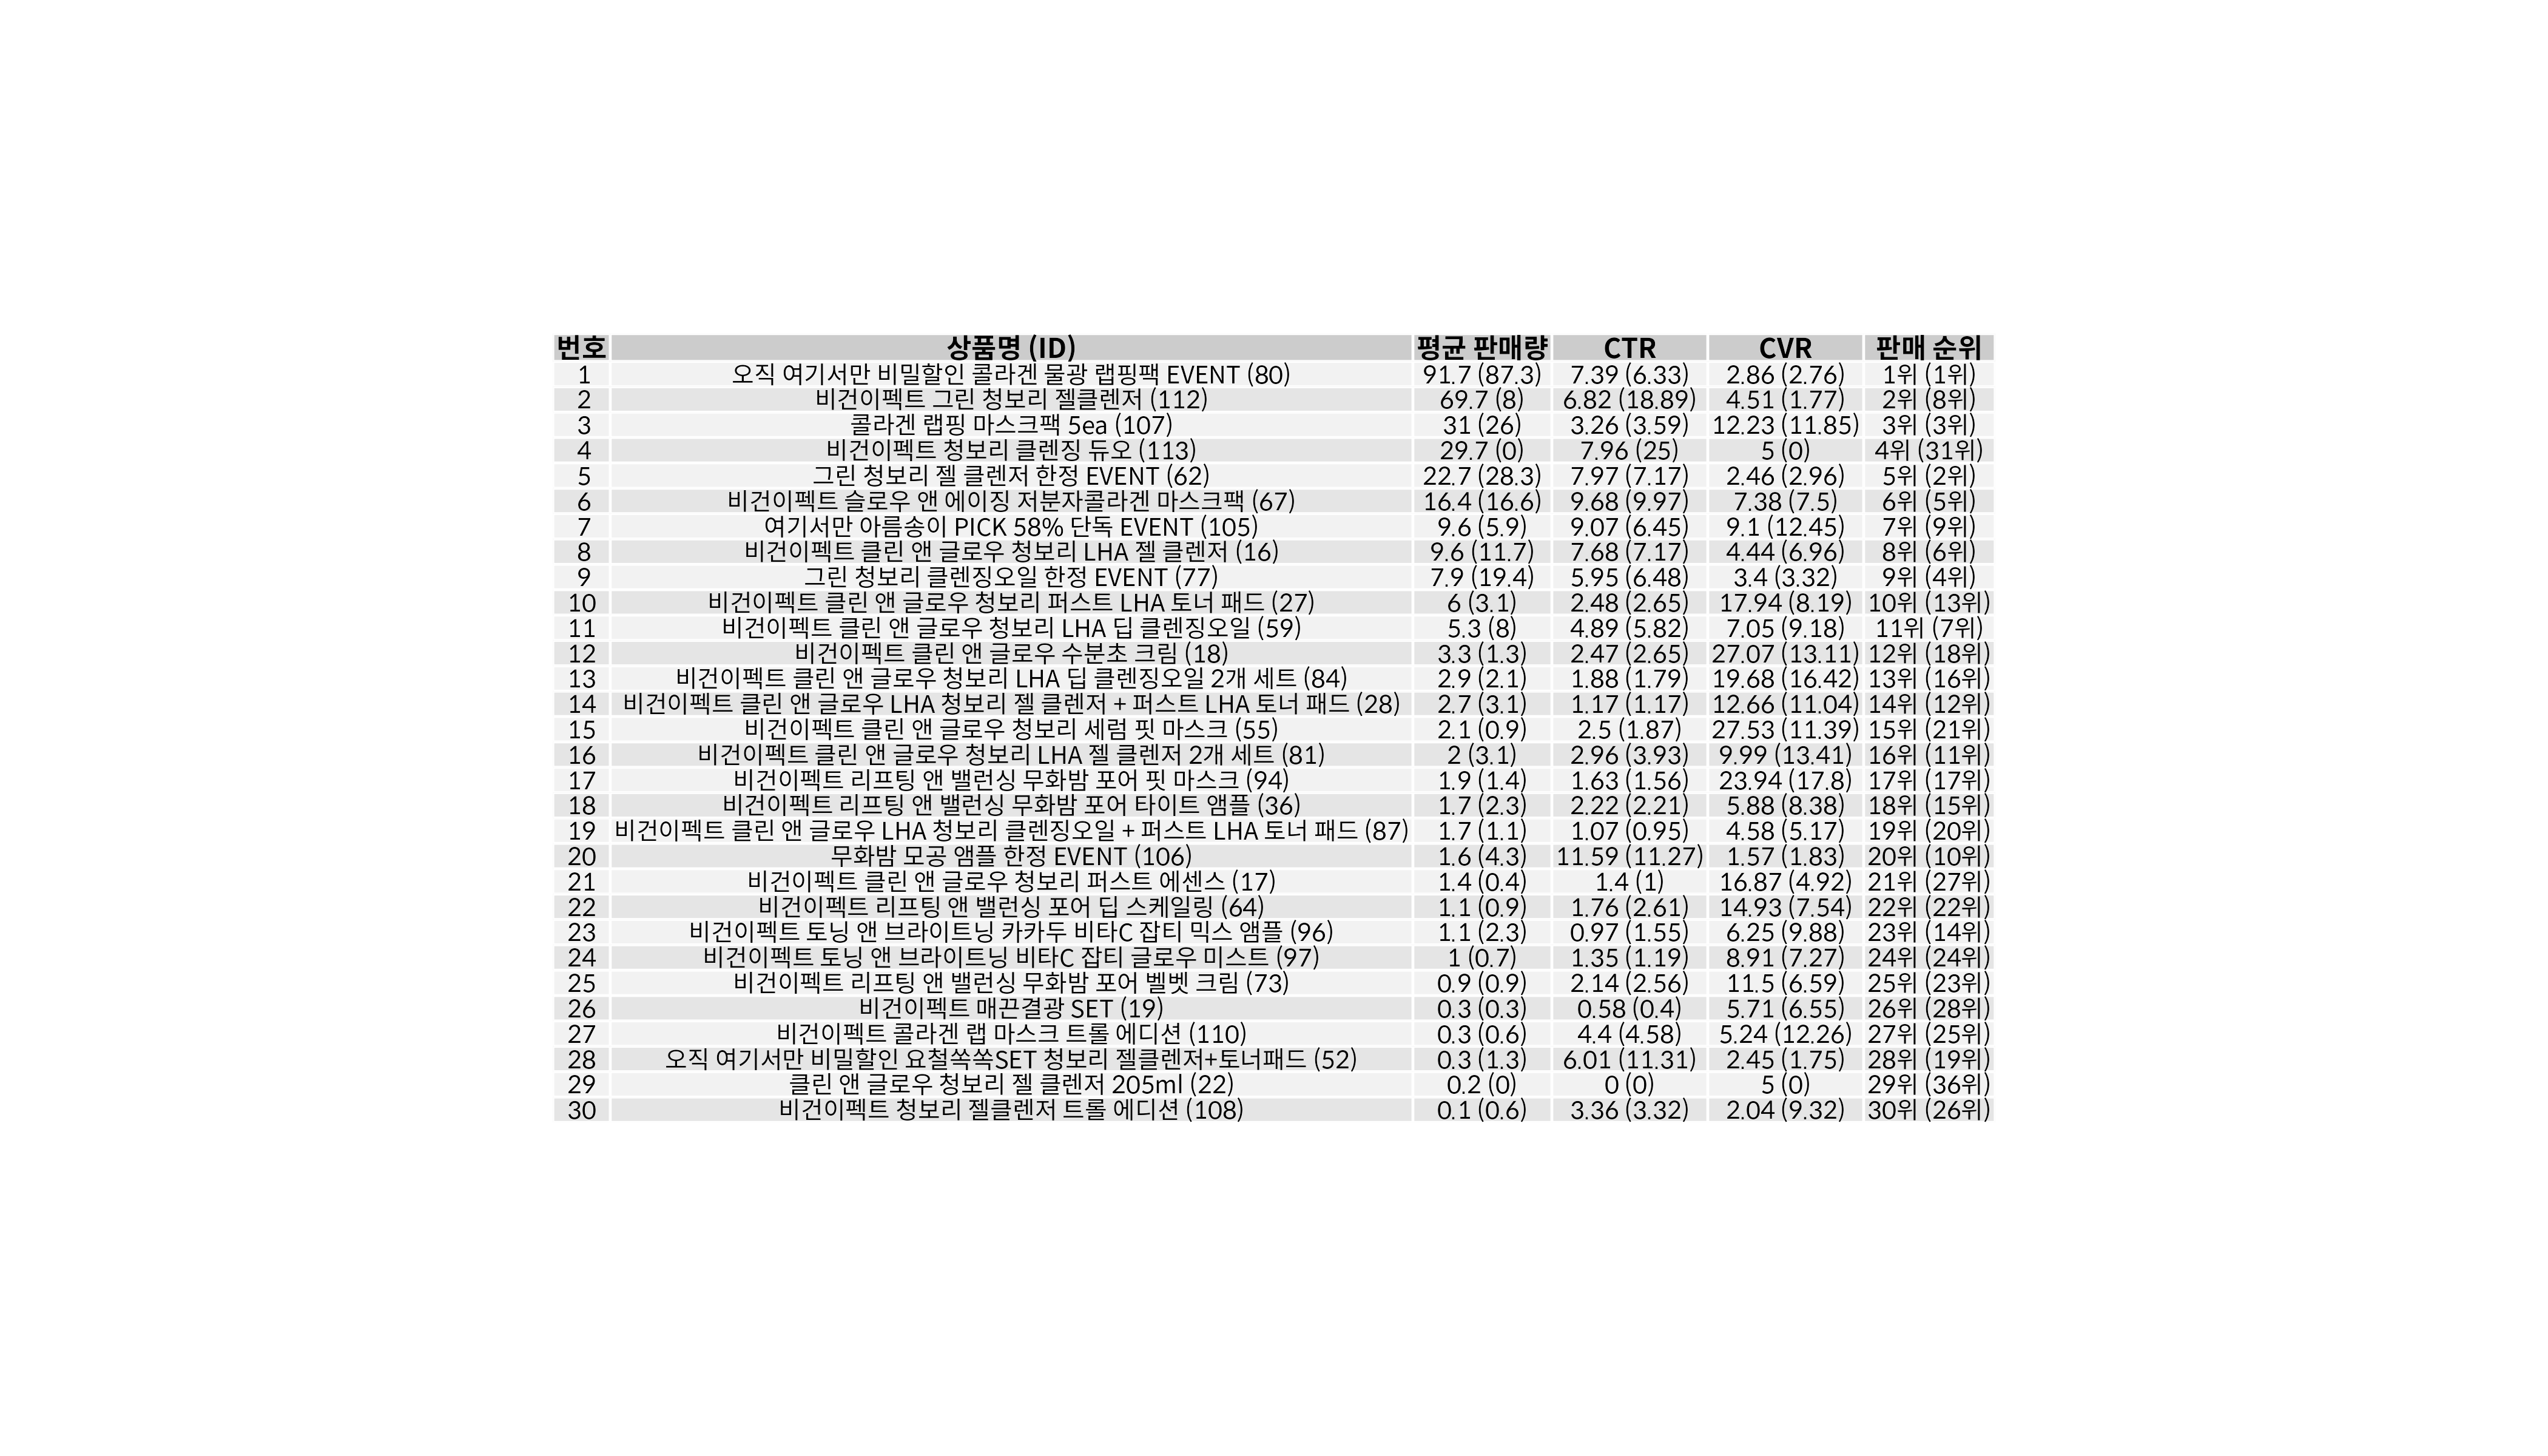 번호 상품명 (ID) 평균 판매량 CTR CVR 판매 순위
1 오직 여기서만 비밀할인 콜라겐 물광 랩핑팩 EVENT (80) 91.7 (87.3) 7.39 (6.33) 2.86 (2.76) 1위 (1위)
2 비건이펙트 그린 청보리 젤클렌저 (112) 69.7 (8) 6.82 (18.89) 4.51 (1.77) 2위 (8위)
3 콜라겐 랩핑 마스크팩 5ea (107) 31 (26) 3.26 (3.59) 12.23 (11.85) 3위 (3위)
4 비건이펙트 청보리 클렌징 듀오 (113) 29.7 (0) 7.96 (25) 5 (0) 4위 (31위)
5 그린 청보리 젤 클렌저 한정 EVENT (62) 22.7 (28.3) 7.97 (7.17) 2.46 (2.96) 5위 (2위)
6 비건이펙트 슬로우 앤 에이징 저분자콜라겐 마스크팩 (67) 16.4 (16.6) 9.68 (9.97) 7.38 (7.5) 6위 (5위)
7 여기서만 아름송이 PICK 58% 단독 EVENT (105) 9.6 (5.9) 9.07 (6.45) 9.1 (12.45) 7위 (9위)
8 비건이펙트 클린 앤 글로우 청보리 LHA 젤 클렌저 (16) 9.6 (11.7) 7.68 (7.17) 4.44 (6.96) 8위 (6위)
9 그린 청보리 클렌징오일 한정 EVENT (77) 7.9 (19.4) 5.95 (6.48) 3.4 (3.32) 9위 (4위)
10 비건이펙트 클린 앤 글로우 청보리 퍼스트 LHA 토너 패드 (27) 6 (3.1) 2.48 (2.65) 17.94 (8.19) 10위 (13위)
11 비건이펙트 클린 앤 글로우 청보리 LHA 딥 클렌징오일 (59) 5.3 (8) 4.89 (5.82) 7.05 (9.18) 11위 (7위)
12 비건이펙트 클린 앤 글로우 수분초 크림 (18) 3.3 (1.3) 2.47 (2.65) 27.07 (13.11) 12위 (18위)
13 비건이펙트 클린 앤 글로우 청보리 LHA 딥 클렌징오일 2개 세트 (84) 2.9 (2.1) 1.88 (1.79) 19.68 (16.42) 13위 (16위)
14 비건이펙트 클린 앤 글로우 LHA 청보리 젤 클렌저 + 퍼스트 LHA 토너 패드 (28) 2.7 (3.1) 1.17 (1.17) 12.66 (11.04) 14위 (12위)
15 비건이펙트 클린 앤 글로우 청보리 세럼 핏 마스크 (55) 2.1 (0.9) 2.5 (1.87) 27.53 (11.39) 15위 (21위)
16 비건이펙트 클린 앤 글로우 청보리 LHA 젤 클렌저 2개 세트 (81) 2 (3.1) 2.96 (3.93) 9.99 (13.41) 16위 (11위)
17 비건이펙트 리프팅 앤 밸런싱 무화밤 포어 핏 마스크 (94) 1.9 (1.4) 1.63 (1.56) 23.94 (17.8) 17위 (17위)
18 비건이펙트 리프팅 앤 밸런싱 무화밤 포어 타이트 앰플 (36) 1.7 (2.3) 2.22 (2.21) 5.88 (8.38) 18위 (15위)
19 비건이펙트 클린 앤 글로우 LHA 청보리 클렌징오일 + 퍼스트 LHA 토너 패드 (87) 1.7 (1.1) 1.07 (0.95) 4.58 (5.17) 19위 (20위)
20 무화밤 모공 앰플 한정 EVENT (106) 1.6 (4.3) 11.59 (11.27) 1.57 (1.83) 20위 (10위)
21 비건이펙트 클린 앤 글로우 청보리 퍼스트 에센스 (17) 1.4 (0.4) 1.4 (1) 16.87 (4.92) 21위 (27위)
22 비건이펙트 리프팅 앤 밸런싱 포어 딥 스케일링 (64) 1.1 (0.9) 1.76 (2.61) 14.93 (7.54) 22위 (22위)
23 비건이펙트 토닝 앤 브라이트닝 카카두 비타C 잡티 믹스 앰플 (96) 1.1 (2.3) 0.97 (1.55) 6.25 (9.88) 23위 (14위)
24 비건이펙트 토닝 앤 브라이트닝 비타C 잡티 글로우 미스트 (97) 1 (0.7) 1.35 (1.19) 8.91 (7.27) 24위 (24위)
25 비건이펙트 리프팅 앤 밸런싱 무화밤 포어 벨벳 크림 (73) 0.9 (0.9) 2.14 (2.56) 11.5 (6.59) 25위 (23위)
26 비건이펙트 매끈결광 SET (19) 0.3 (0.3) 0.58 (0.4) 5.71 (6.55) 26위 (28위)
27 비건이펙트 콜라겐 랩 마스크 트롤 에디션 (110) 0.3 (0.6) 4.4 (4.58) 5.24 (12.26) 27위 (25위)
28 오직 여기서만 비밀할인 요철쏙쏙SET 청보리 젤클렌저+토너패드 (52) 0.3 (1.3) 6.01 (11.31) 2.45 (1.75) 28위 (19위)
29 클린 앤 글로우 청보리 젤 클렌저 205ml (22) 0.2 (0) 0 (0) 5 (0) 29위 (36위)
30 비건이펙트 청보리 젤클렌저 트롤 에디션 (108) 0.1 (0.6) 3.36 (3.32) 2.04 (9.32) 30위 (26위)